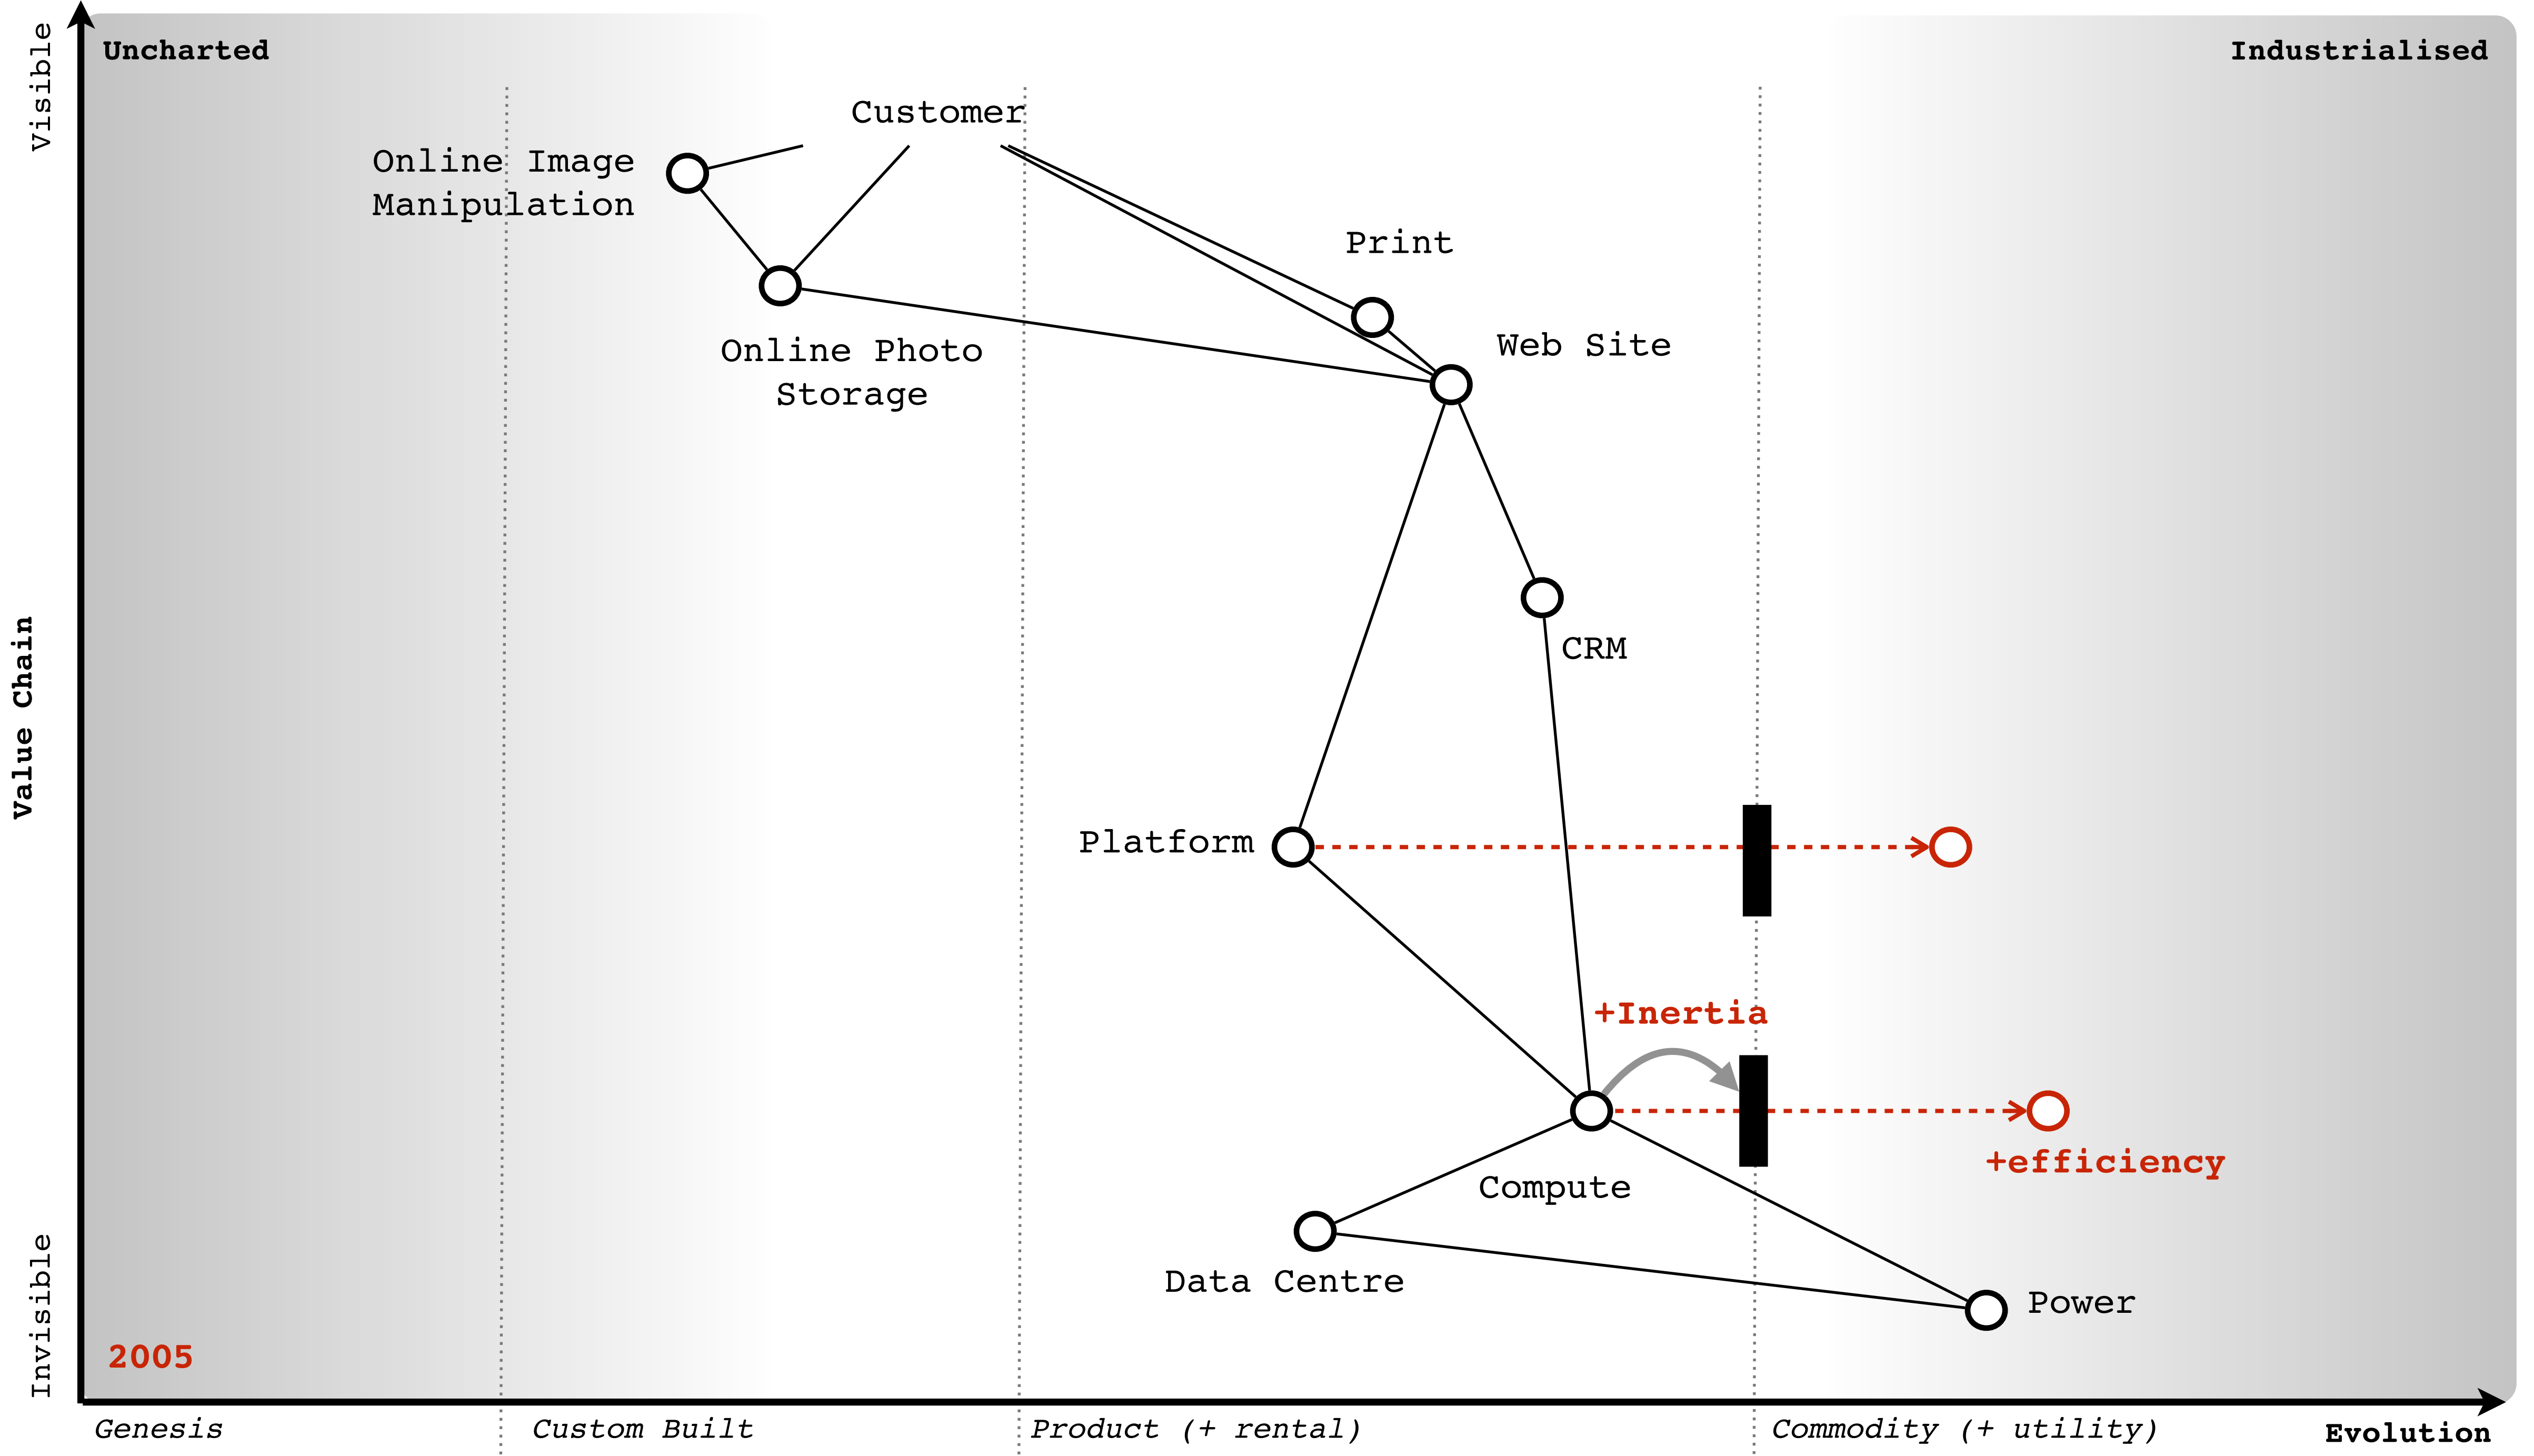 Uncharted
Industrialised
Visible
Customer
Online Image
Manipulation
Print
Web Site
Online Photo
Storage
Value Chain
CRM
Platform
+Inertia
+efficiency
Compute
Data Centre
Power
Invisible
2005
Genesis
Custom Built
Product (+ rental)
Commodity (+ utility)
Evolution